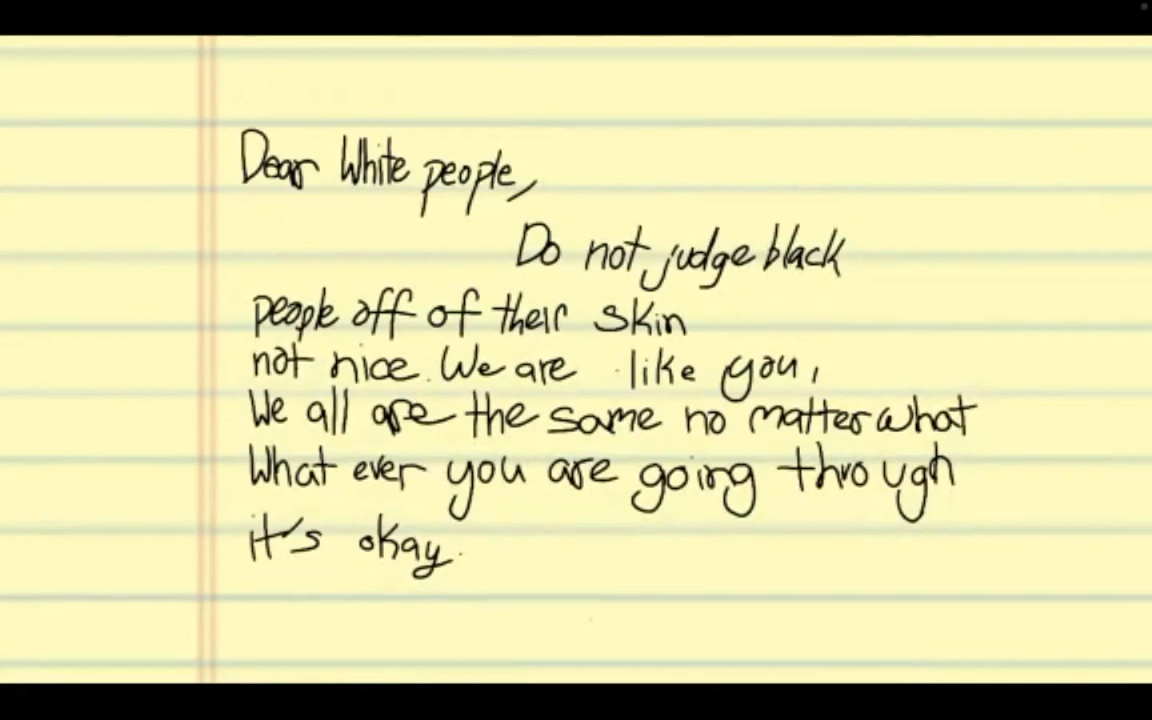 Dear White people,
Do not judge black
people off of their skin
not nice. We are like you,
We all are the same no matter what
What ever you are going through
it's okay.